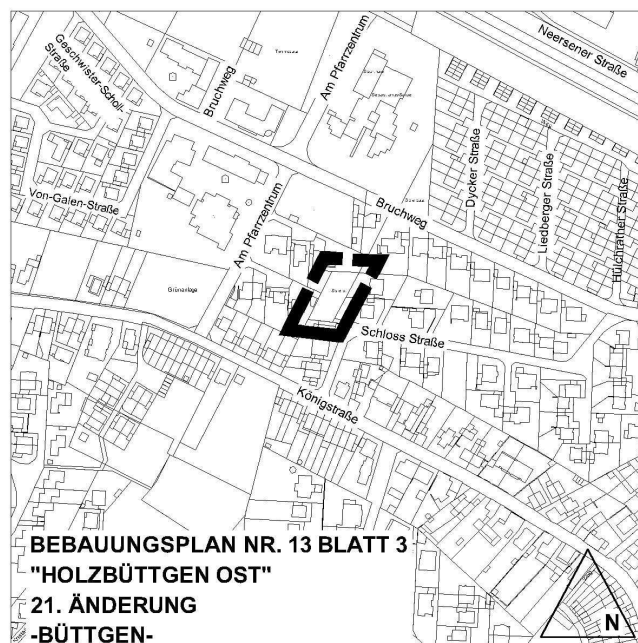 Neersener Straße
Geschwister-Scholl-
Straße
Bruchweg
Am Pfarrzentrum
Dycker Straße
Liedberger Straße
Hülchrather Straße
Von-Galen-Straße
Bruchweg
Am Pfarrzentrum
Grünanlage
Schloss Straße
Königstraße
BEBAUUNGSPLAN NR. 13 BLATT 3
"HOLZBÜTTGEN OST"
21. ÄNDERUNG
-BÜTTGEN-
N